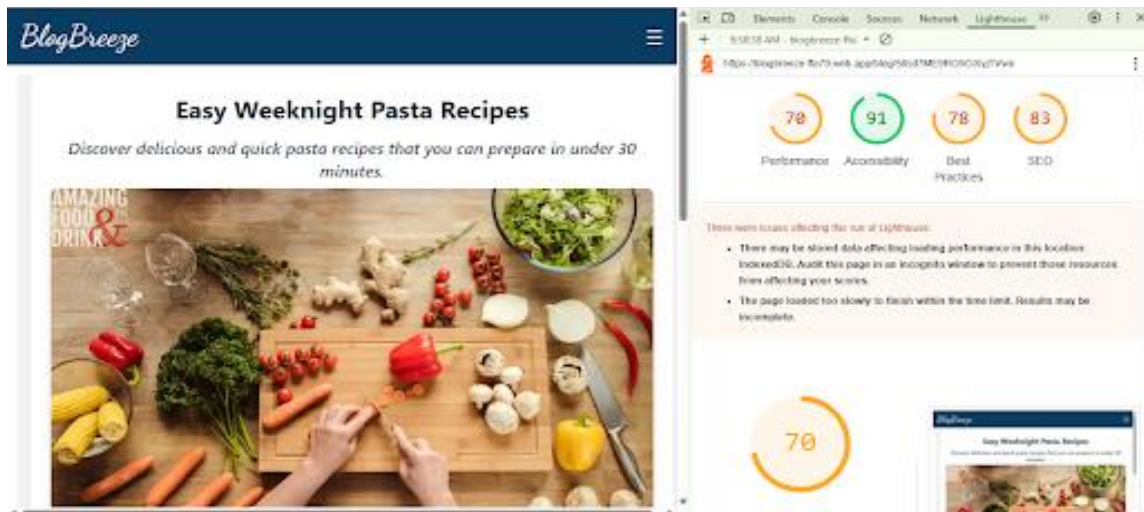 BlogBreeze
Easy Weeknight Pasta Recipes
Discover delicious and quick pasta recipes that you can prepare in under 30
minutes.
AMAZING
FOOD &
DRINK
Elements Console Sources Network Lighthouse
70 91 78 83
Performance Accessibility Best
Practices SEO
There were issues affecting this run of Lighthouse:
• There may be stored data affecting loading performance in this location:
IndexedDB. Audit this page in an incognito window to prevent those resources
from affecting your scores.
• The page loaded too slowly to finish within the time limit. Results may be
incomplete.
70
BlogBreeze
Easy Weeknight Pasta Recipes